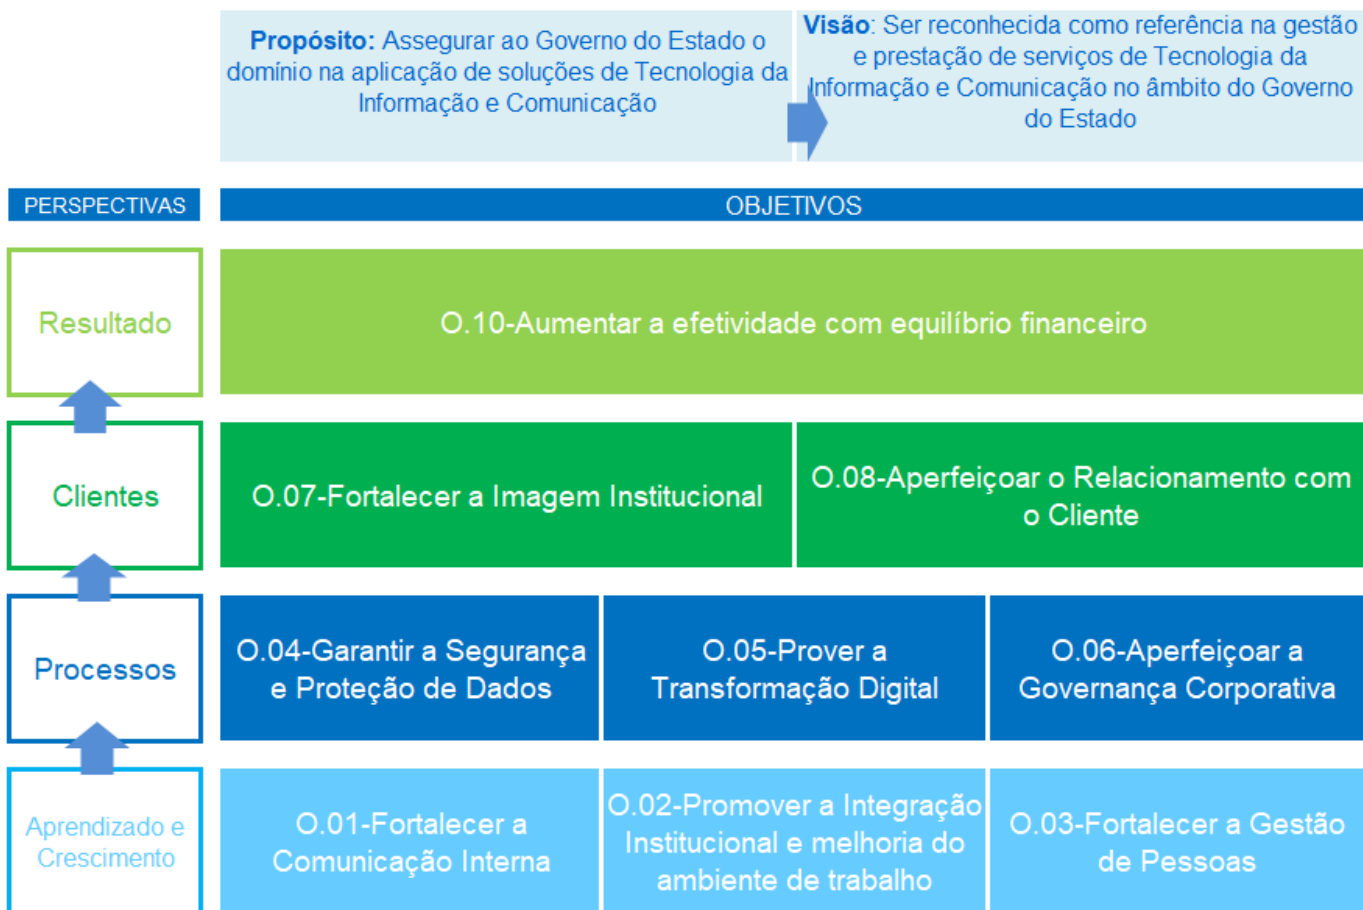 Propósito: Assegurar ao Governo do Estado o
domínio na aplicação de soluções de Tecnologia da
Informação e Comunicação
Visão: Ser reconhecida como referência na gestão
e prestação de serviços de Tecnologia da
Informação e Comunicação no âmbito do Governo
do Estado
PERSPECTIVAS
OBJETIVOS
Resultado
O.10-Aumentar a efetividade com equilíbrio financeiro
Clientes
O.07-Fortalecer a Imagem Institucional
O.08-Aperfeiçoar o Relacionamento com
o Cliente
Processos
O.04-Garantir a Segurança
e Proteção de Dados
O.05-Prover a
Transformação Digital
O.06-Aperfeiçoar a
Governança Corporativa
Aprendizado e
Crescimento
O.01-Fortalecer a
Comunicação Interna
O.02-Promover a Integração
Institucional e melhoria do
ambiente de trabalho
O.03-Fortalecer a Gestão
de Pessoas